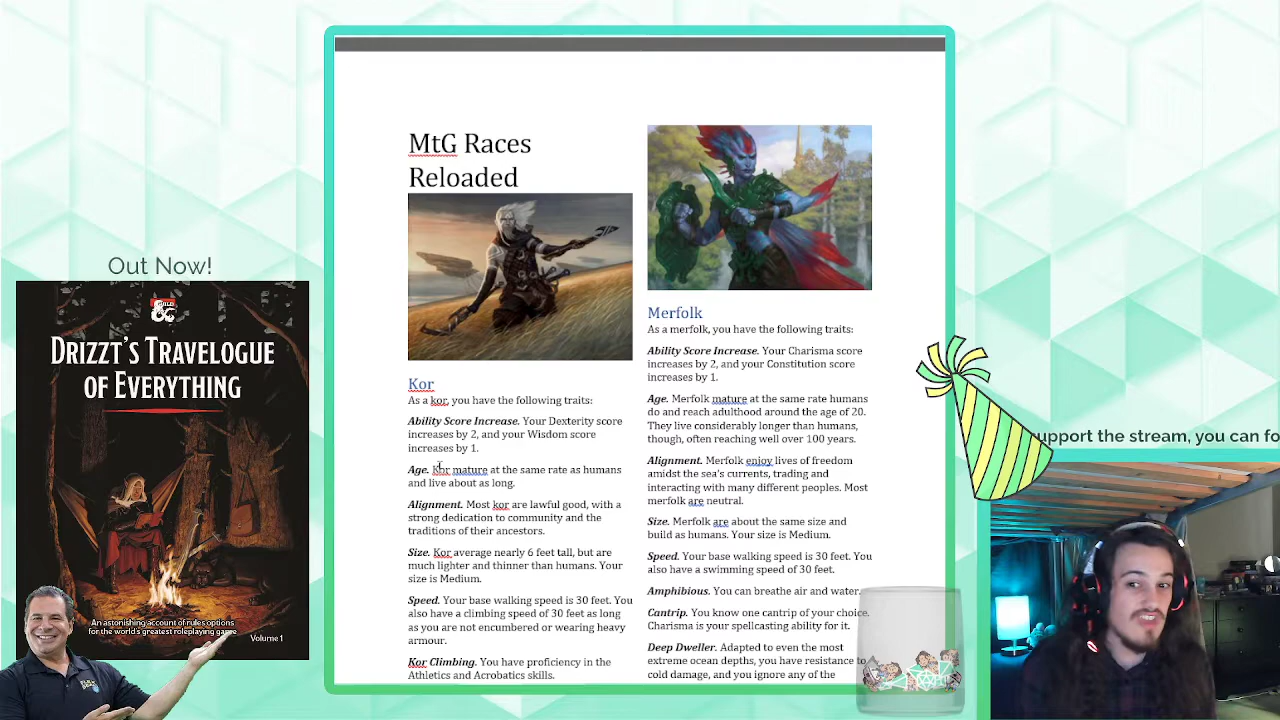 Out Now!
DRIZZT'S TRAVELOGUE
OF EVERYTHING
An astonishing account of rules options
for the world's greatest roleplaying game
Volume 1
MtG Races
Reloaded
Kor
As a kor, you have the following traits:
Ability Score Increase. Your Dexterity score
increases by 2, and your Wisdom score
increases by 1.
Age. Kor mature at the same rate as humans
and live about as long.
Alignment. Most kor are lawful good, with a
strong dedication to community and the
traditions of their ancestors.
Size. Kor average nearly 6 feet tall, but are
much lighter and thinner than humans. Your
size is Medium.
Speed. Your base walking speed is 30 feet. You
also have a climbing speed of 30 feet as long
as you are not encumbered or wearing heavy
armour.
Kor Climbing. You have proficiency in the
Athletics and Acrobatics skills.
Merfolk
As a merfolk, you have the following traits:
Ability Score Increase. Your Charisma score
increases by 2, and your Constitution score
increases by 1.
Age. Merfolk mature at the same rate humans
do and reach adulthood around the age of 20.
They live considerably longer than humans,
though, often reaching well over 100 years.
Alignment. Merfolk enjoy lives of freedom
amidst the sea's currents, trading and
interacting with many different peoples. Most
merfolk are neutral.
Size. Merfolk are about the same size and
build as humans. Your size is Medium.
Speed. Your base walking speed is 30 feet. You
also have a swimming speed of 30 feet.
Amphibious. You can breathe air and water.
Cantrip. You know one cantrip of your choice.
Charisma is your spellcasting ability for it.
Deep Dweller. Adapted to even the most
extreme ocean depths, you have resistance to
cold damage, and you ignore any of the
upport the stream, you can fo